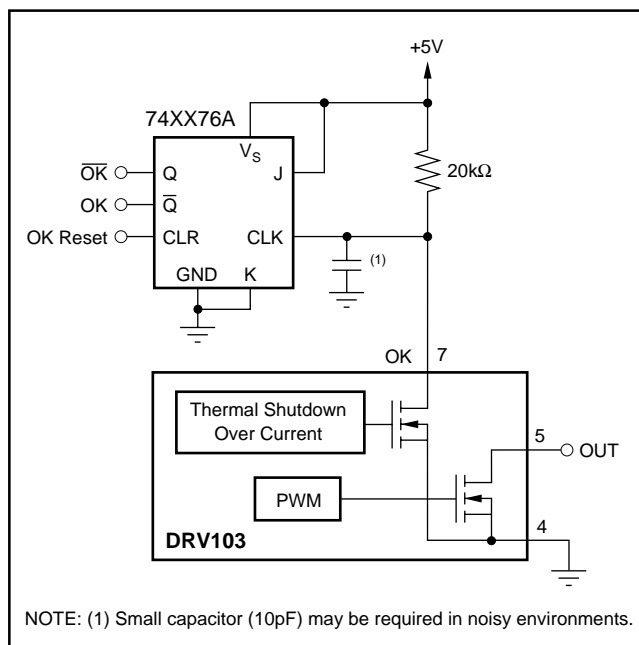 +5V
74XX76A
V_S
O̅K̅ Q J 20kΩ
OK Q̅
OK Reset CLR CLK (1)
GND K
OK 7
Thermal Shutdown
Over Current
5
OUT
PWM
4
DRV103
NOTE: (1) Small capacitor (10pF) may be required in noisy environments.